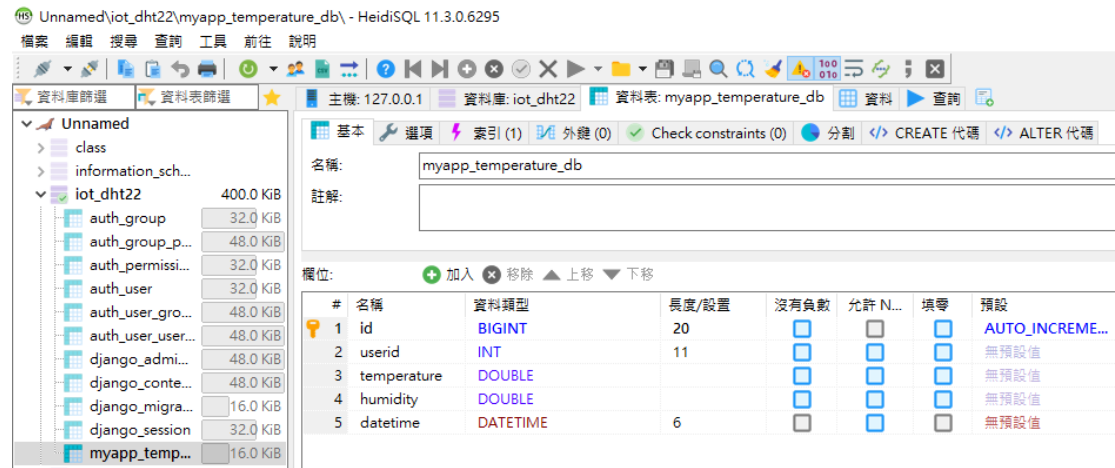 HS Unnamed\iot_dht22\myapp_temperature_db\ - HeidiSQL 11.3.0.6295
檔案 編輯 搜尋 查詢 工具 前往 說明
資料庫篩選 資料表篩選 主機: 127.0.0.1 資料庫: iot_dht22 資料表: myapp_temperature_db 資料 查詢
Unnamed
class
information_sch...
iot_dht22 400.0 KiB
auth_group 32.0 KiB
auth_group_p... 48.0 KiB
auth_permissi... 32.0 KiB
auth_user 32.0 KiB
auth_user_gro... 48.0 KiB
auth_user_user... 48.0 KiB
django_admi... 48.0 KiB
django_conte... 48.0 KiB
django_migra... 16.0 KiB
django_session 32.0 KiB
myapp_temp... 16.0 KiB
基本 選項 索引 (1) 外鍵 (0) Check constraints (0) 分割 </> CREATE 代碼 </> ALTER 代碼
名稱: myapp_temperature_db
註解:
欄位: 加入 移除 上移 下移
# 名稱 資料類型 長度/設置 沒有負數 允許 N... 填零 預設
1 id BIGINT 20 AUTO_INCREME...
2 userid INT 11 無預設值
3 temperature DOUBLE 無預設值
4 humidity DOUBLE 無預設值
5 datetime DATETIME 6 無預設值